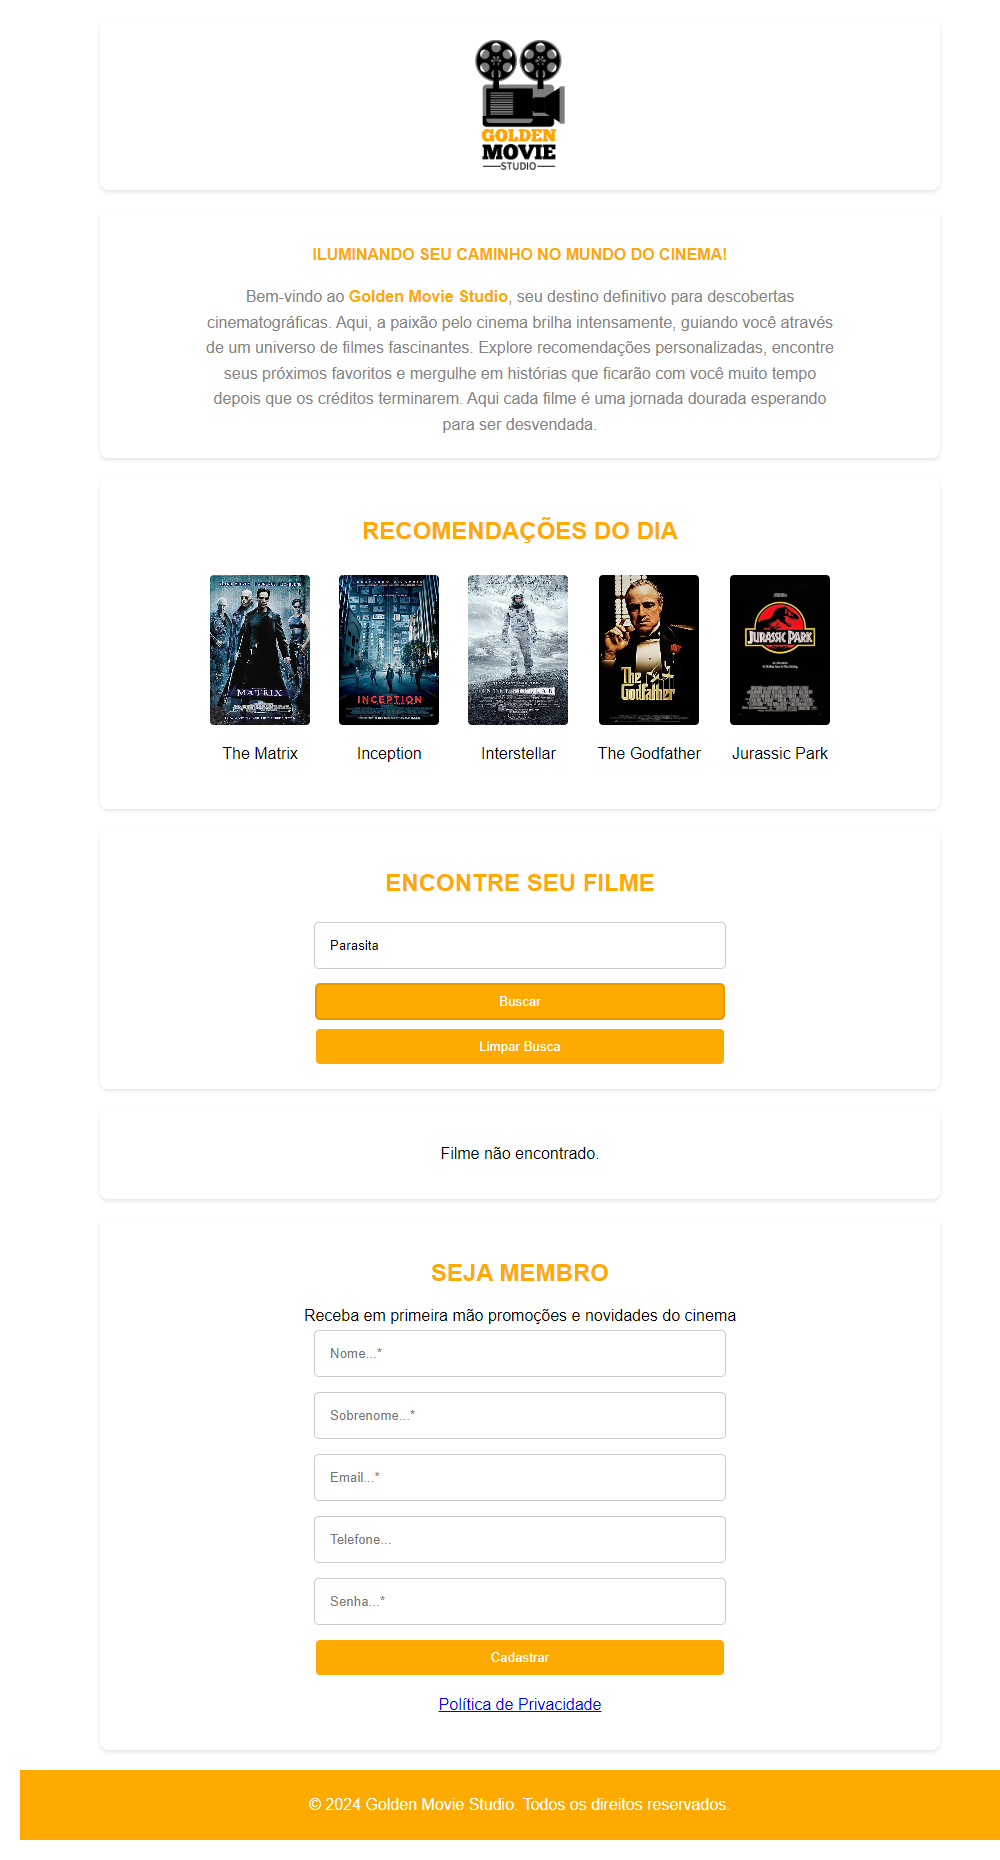 GOLDEN
MOVIE
STUDIO
ILUMINANDO SEU CAMINHO NO MUNDO DO CINEMA!
Bem-vindo ao Golden Movie Studio, seu destino definitivo para descobertas
cinematográficas. Aqui, a paixão pelo cinema brilha intensamente, guiando você através
de um universo de filmes fascinantes. Explore recomendações personalizadas, encontre
seus próximos favoritos e mergulhe em histórias que ficarão com você muito tempo
depois que os créditos terminarem. Aqui cada filme é uma jornada dourada esperando
para ser desvendada.
RECOMENDAÇÕES DO DIA
MATRIX
INCEPTION
The
Godfather
JURASSIC PARK
The Matrix
Inception
Interstellar
The Godfather
Jurassic Park
ENCONTRE SEU FILME
Parasita
Buscar
Limpar Busca
Filme não encontrado.
SEJA MEMBRO
Receba em primeira mão promoções e novidades do cinema
Nome...*
Sobrenome...*
Email...*
Telefone...
Senha...*
Cadastrar
Política de Privacidade
© 2024 Golden Movie Studio. Todos os direitos reservados.